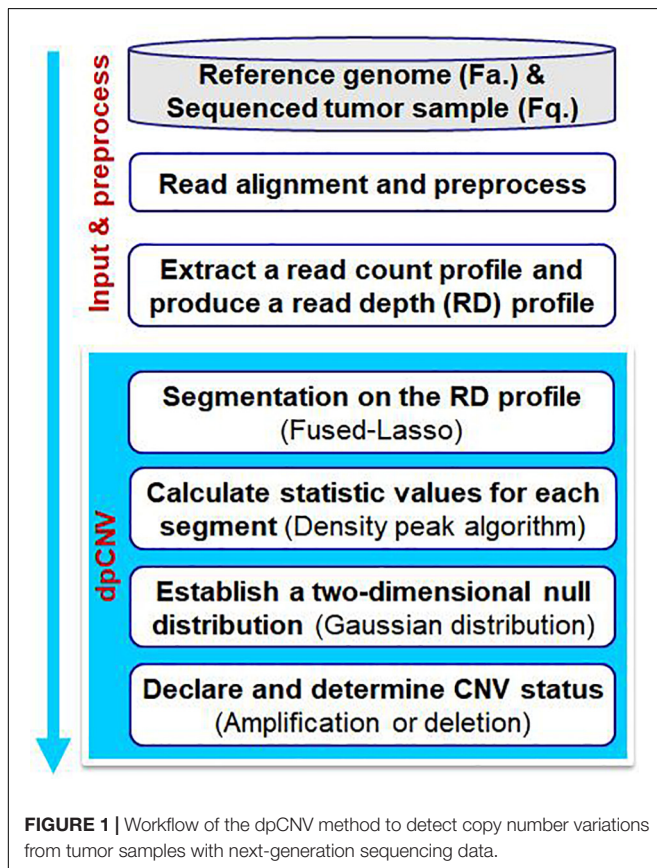 Input & preprocess
Reference genome (Fa.) &
Sequenced tumor sample (Fq.)
Read alignment and preprocess
Extract a read count profile and
produce a read depth (RD) profile
dpCNV
Segmentation on the RD profile
(Fused-Lasso)
Calculate statistic values for each
segment (Density peak algorithm)
Establish a two-dimensional null
distribution (Gaussian distribution)
Declare and determine CNV status
(Amplification or deletion)
FIGURE 1 | Workflow of the dpCNV method to detect copy number variations
from tumor samples with next-generation sequencing data.